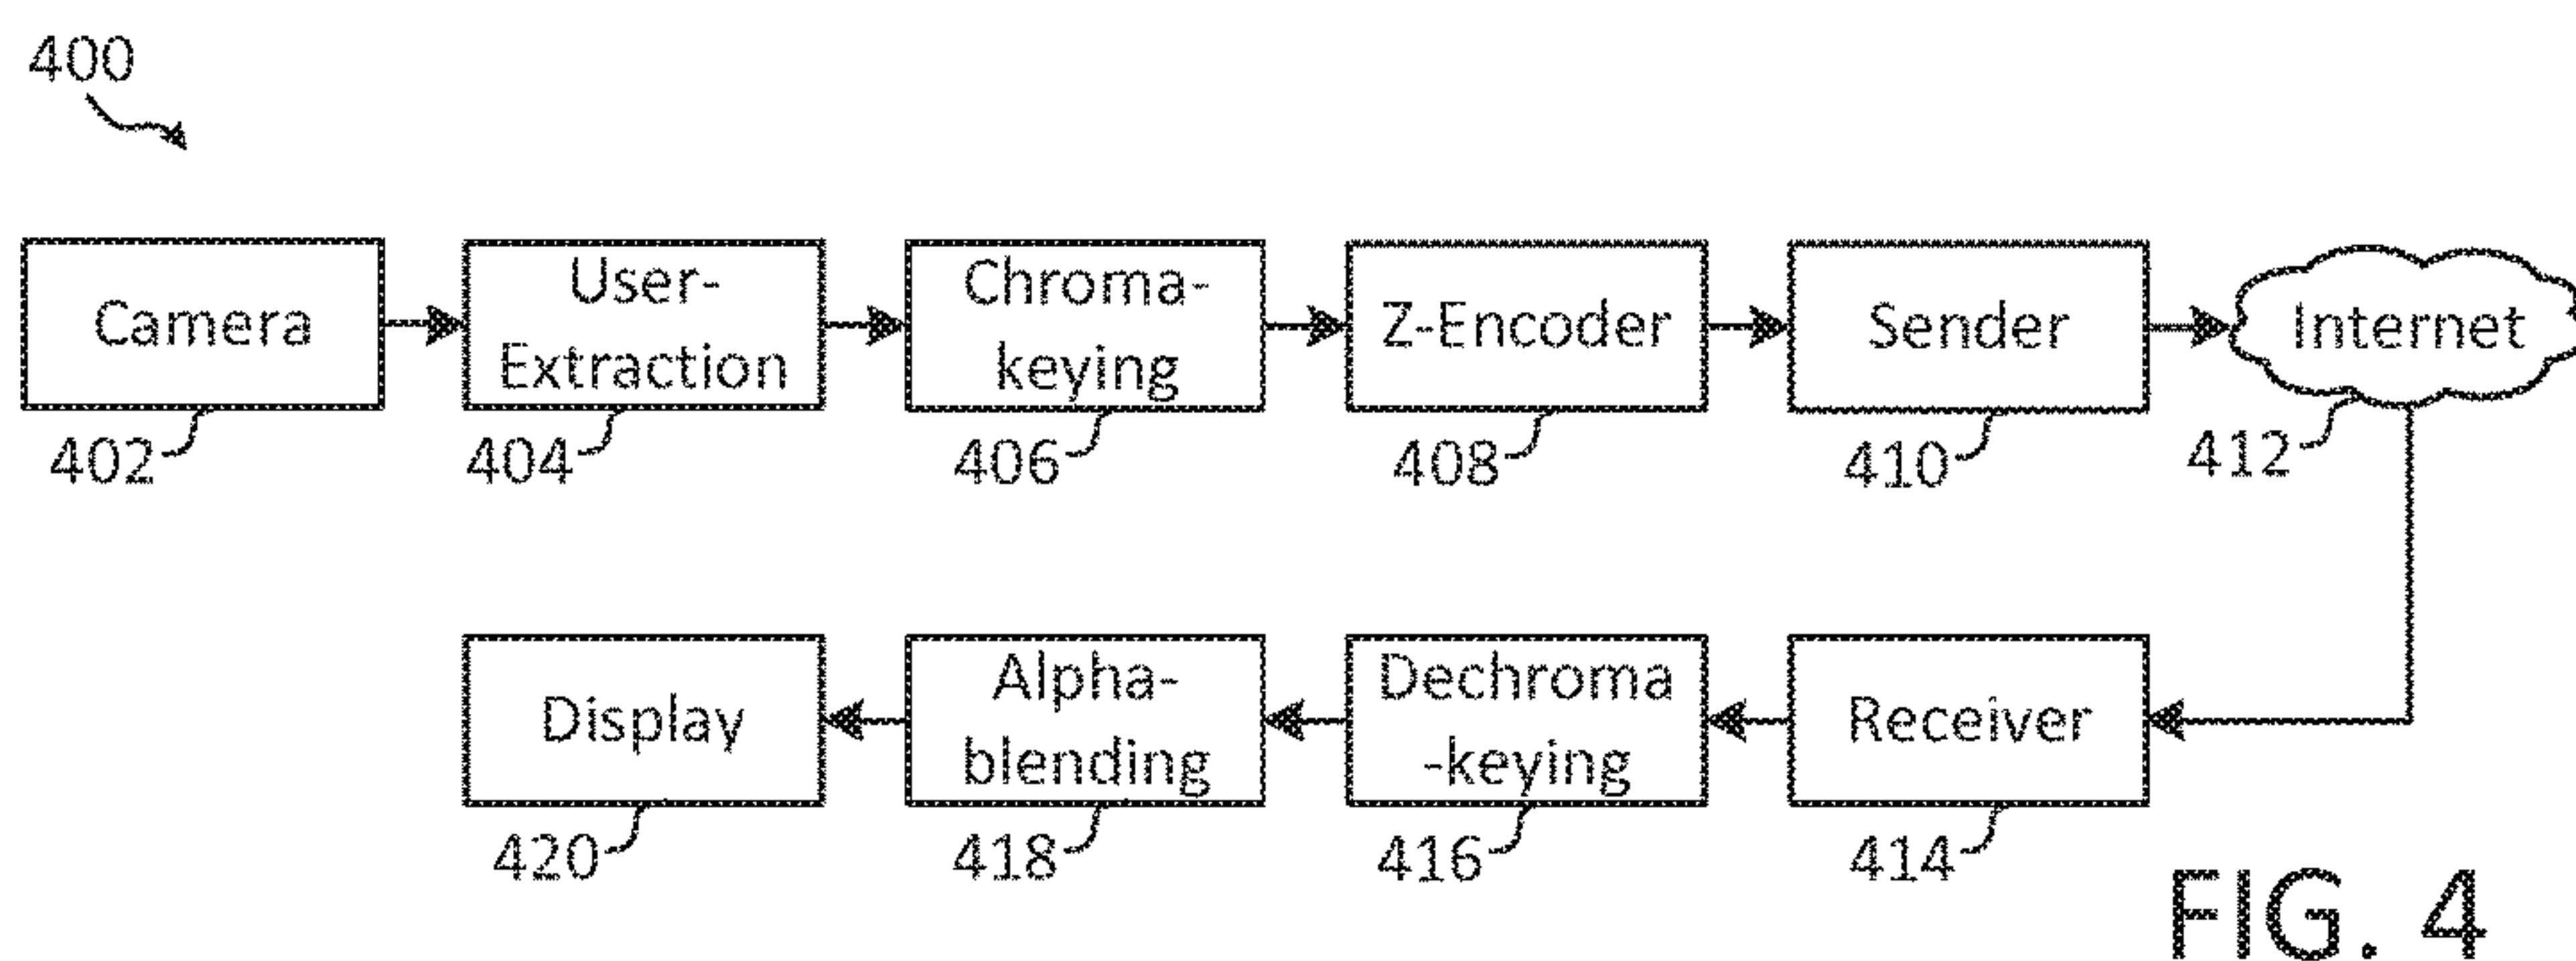 400
Camera
User-
Extraction
Chroma-
keying
Z-Encoder
Sender
Internet
402
404
406
408
410
412
Display
Alpha-
blending
Dechroma
-keying
Receiver
420
418
416
414
FIG. 4